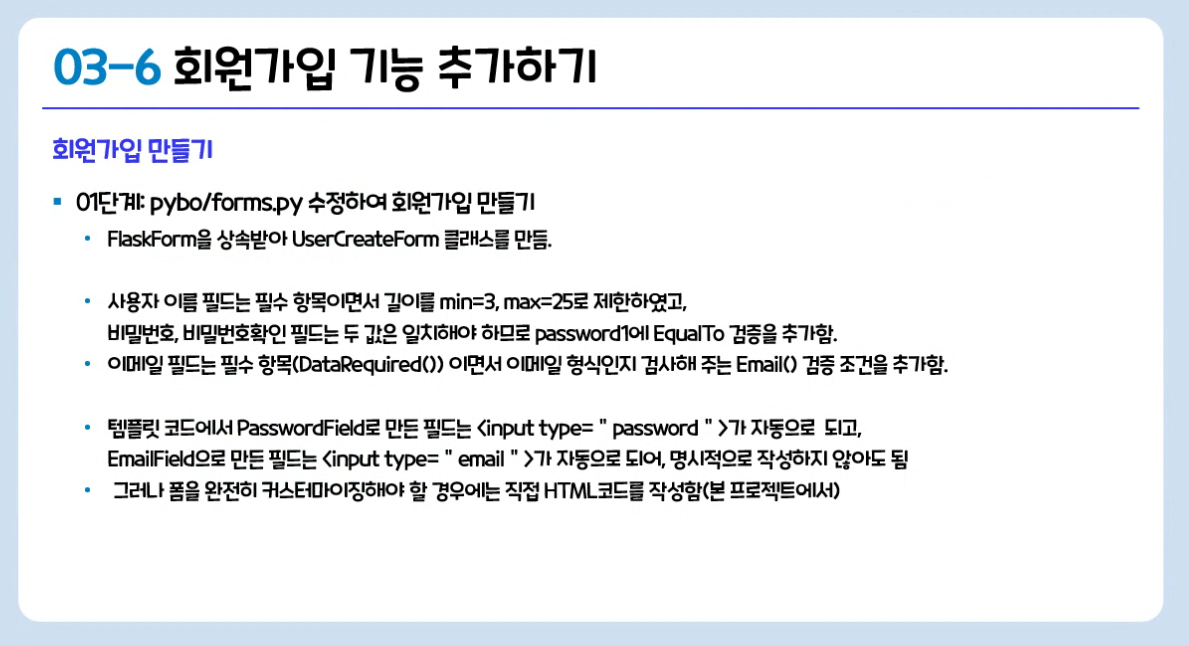 03-6 회원가입 기능 추가하기
회원가입 만들기
▪ 01단계: pybo/forms.py 수정하여 회원가입 만들기
• FlaskForm을 상속받아 UserCreateForm 클래스를 만듦.
• 사용자 이름 필드는 필수 항목이면서 길이를 min=3, max=25로 제한하였고,
비밀번호, 비밀번호확인 필드는 두 값은 일치해야 하므로 password1에 EqualTo 검증을 추가함.
• 이메일 필드는 필수 항목(DataRequired()) 이면서 이메일 형식인지 검사해 주는 Email() 검증 조건을 추가함.
• 템플릿 코드에서 PasswordField로 만든 필드는 <input type= " password " >가 자동으로 되고,
EmailField으로 만든 필드는 <input type= " email " >가 자동으로 되어, 명시적으로 작성하지 않아도 됨
• 그러나 폼을 완전히 커스터마이징해야 할 경우에는 직접 HTML코드를 작성함(본 프로젝트에서)